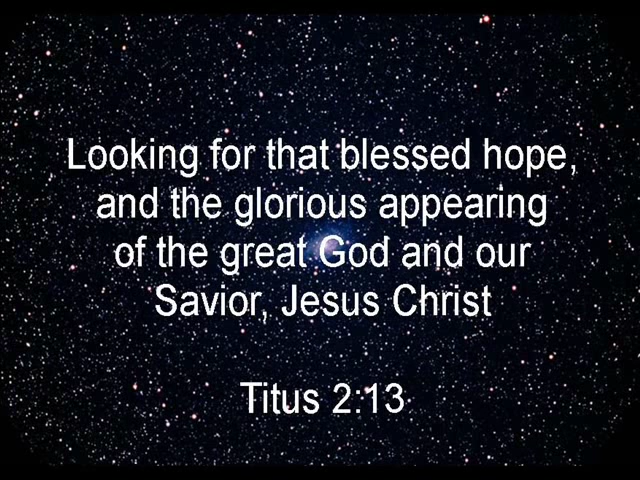 Looking for that blessed hope,
and the glorious appearing
of the great God and our
Savior, Jesus Christ
Titus 2:13